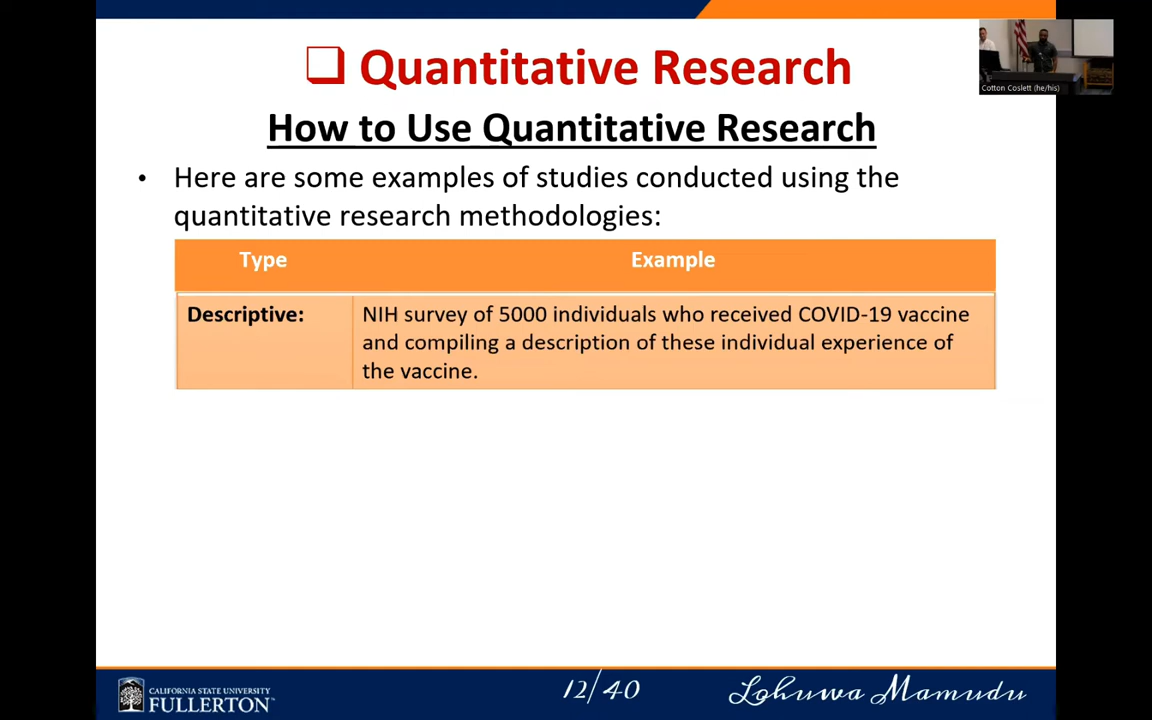 ❑ Quantitative Research
Cotton Coslett (he/his)
How to Use Quantitative Research
• Here are some examples of studies conducted using the
quantitative research methodologies:
Type Example
Descriptive: NIH survey of 5000 individuals who received COVID-19 vaccine
and compiling a description of these individual experience of
the vaccine.
CALIFORNIA STATE UNIVERSITY
FULLERTON™
12/40
Lohuwa Mamudu